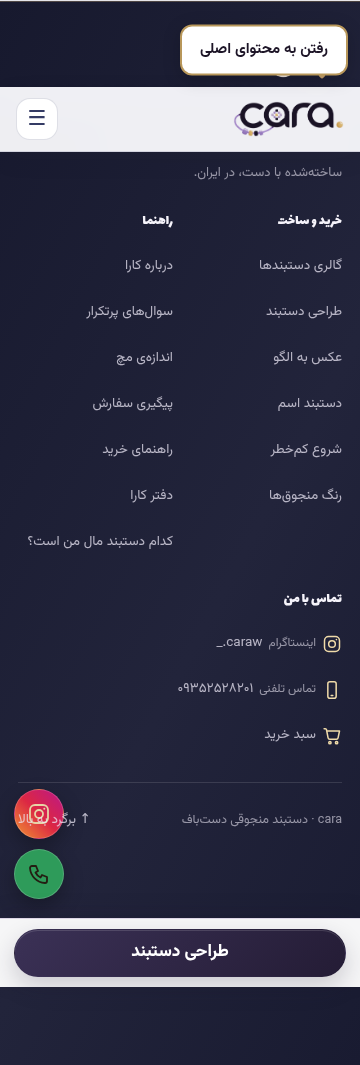 رفتن به محتوای اصلی
cara.
☰
ساخته‌شده با دست، در ایران.
خرید و ساخت
گالری دستبندها
طراحی دستبند
عکس به الگو
دستبند اسم
شروع کم‌خطر
رنگ منجوق‌ها
راهنما
درباره کارا
سوال‌های پرتکرار
اندازه‌ی مچ
پیگیری سفارش
راهنمای خرید
دفتر کارا
کدام دستبند مال من است؟
تماس با من
اینستاگرام caraw._
تماس تلفنی ۰۹۳۵۲۵۲۸۲۰۱
سبد خرید
cara · دستبند منجوقی دست‌باف
↑ برگرد به بالا
طراحی دستبند